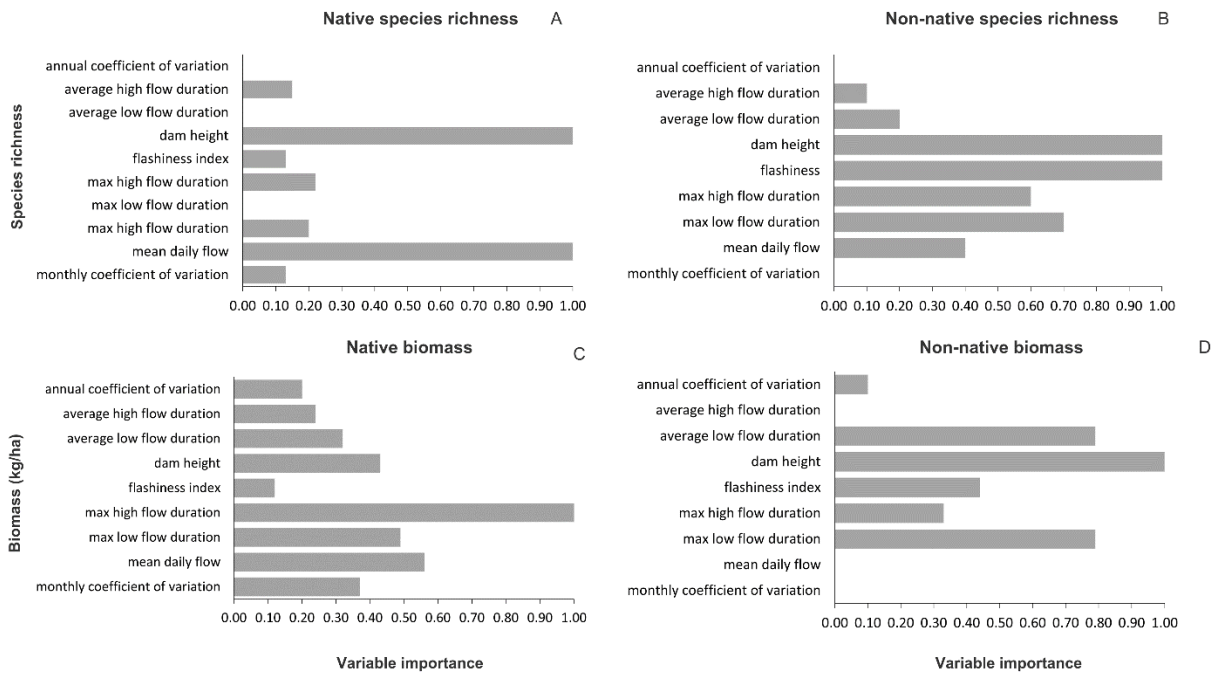 Native species richness A
Species richness
annual coefficient of variation
average high flow duration
average low flow duration
dam height
flashiness index
max high flow duration
max low flow duration
max high flow duration
mean daily flow
monthly coefficient of variation
0.00 0.10 0.20 0.30 0.40 0.50 0.60 0.70 0.80 0.90 1.00
Non-native species richness B
annual coefficient of variation
average high flow duration
average low flow duration
dam height
flashiness
max high flow duration
max low flow duration
mean daily flow
monthly coefficient of variation
0.00 0.10 0.20 0.30 0.40 0.50 0.60 0.70 0.80 0.90 1.00
Native biomass C
Biomass (kg/ha)
annual coefficient of variation
average high flow duration
average low flow duration
dam height
flashiness index
max high flow duration
max low flow duration
mean daily flow
monthly coefficient of variation
0.00 0.10 0.20 0.30 0.40 0.50 0.60 0.70 0.80 0.90 1.00
Variable importance
Non-native biomass D
annual coefficient of variation
average high flow duration
average low flow duration
dam height
flashiness index
max high flow duration
max low flow duration
mean daily flow
monthly coefficient of variation
0.00 0.10 0.20 0.30 0.40 0.50 0.60 0.70 0.80 0.90 1.00
Variable importance